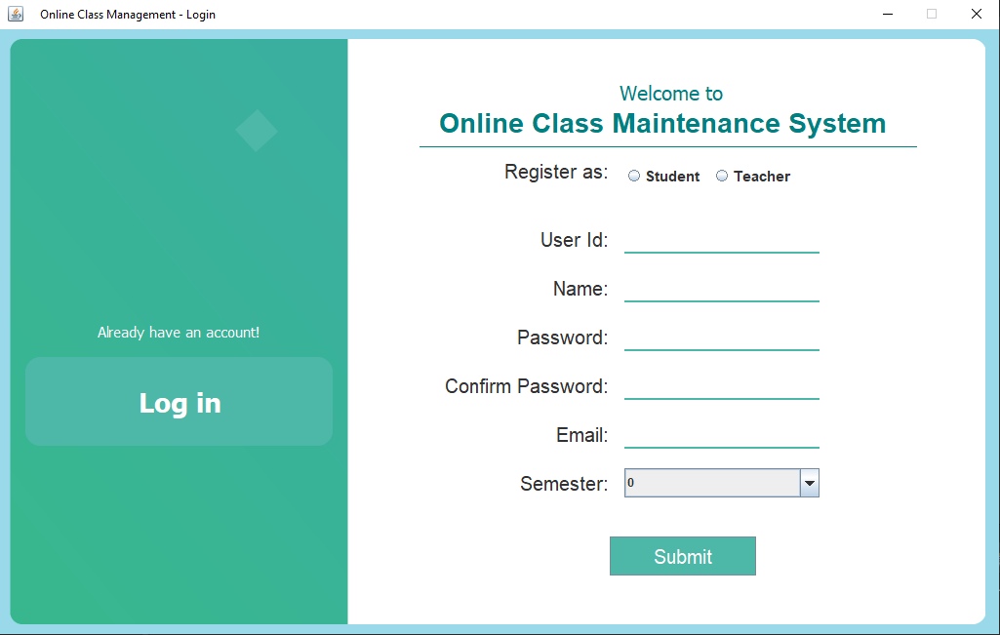 Online Class Management - Login
Welcome to
Online Class Maintenance System
Register as: Student Teacher
User Id:
Name:
Password:
Already have an account!
Confirm Password:
Log in
Email:
Semester: 0
Submit